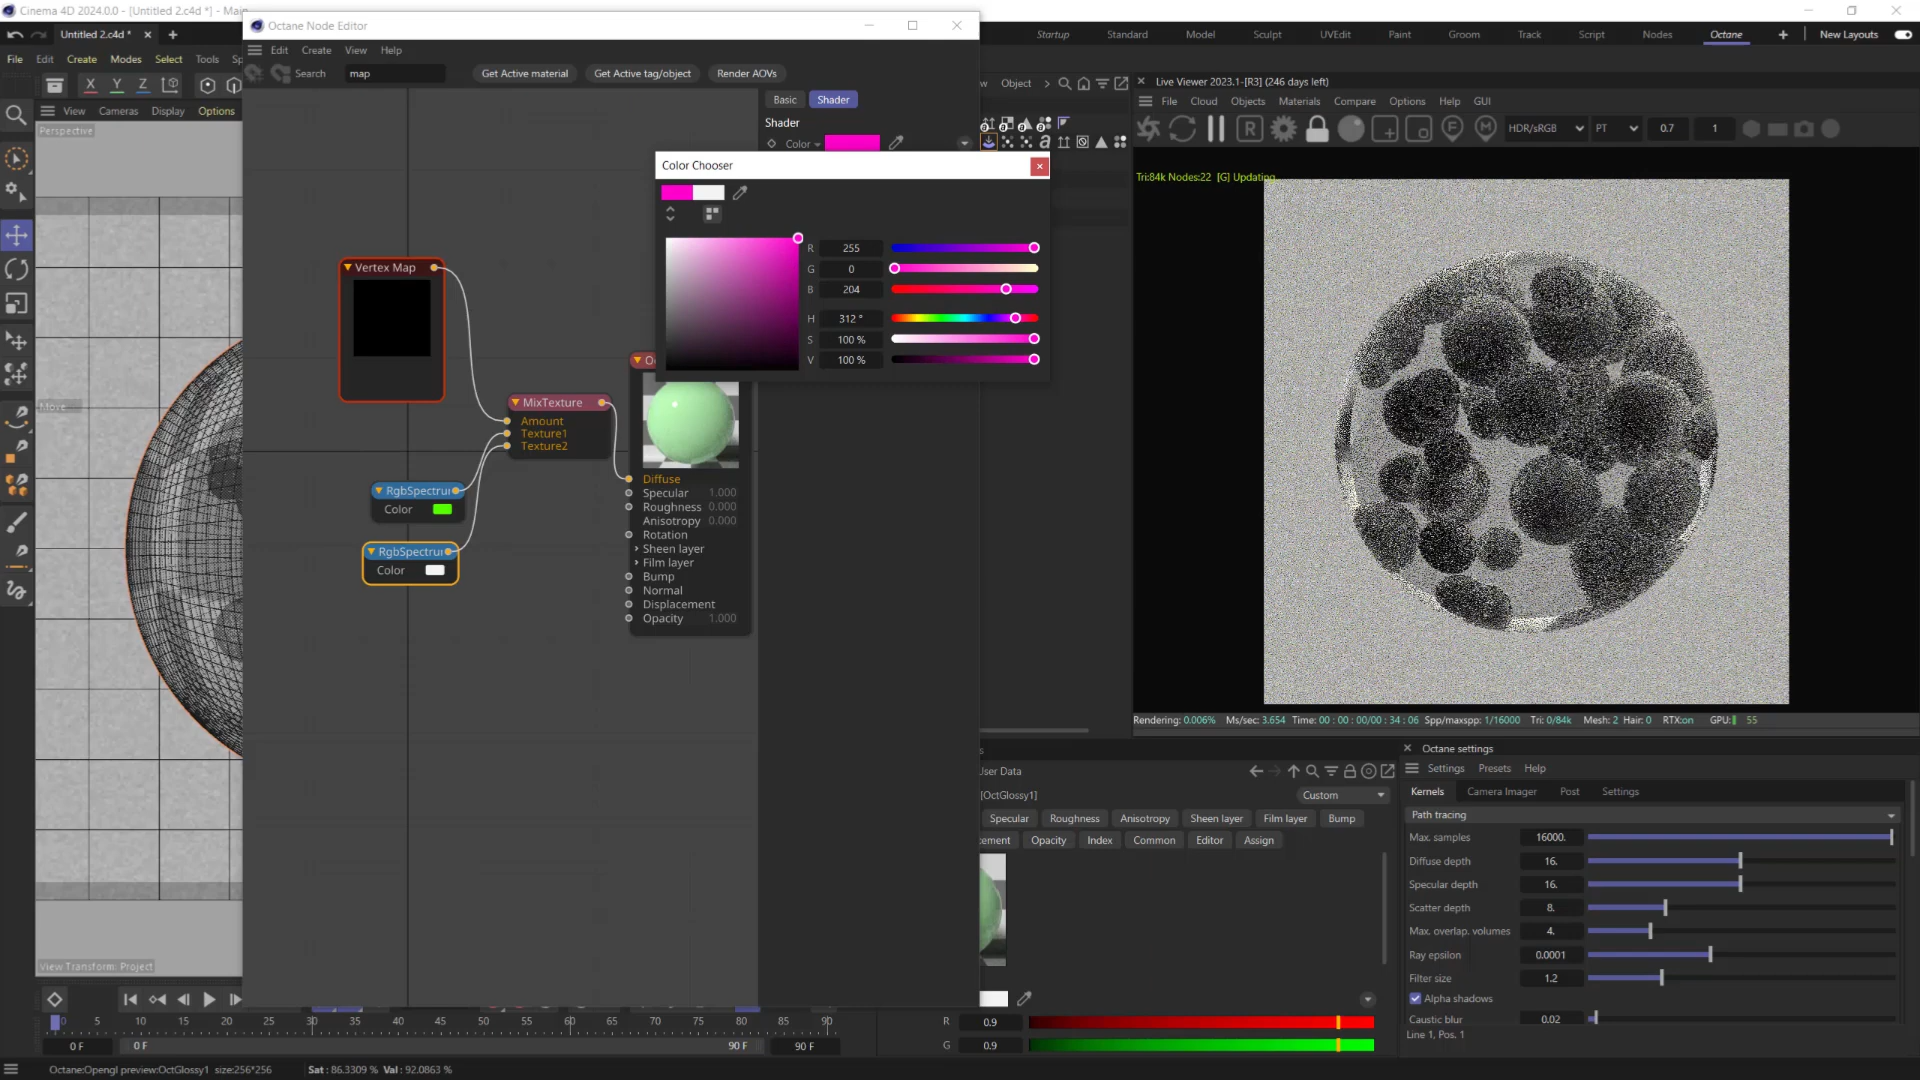 Cinema 4D 2024.0.0 - [Untitled 2.c4d *] - Main
Octane Node Editor
Untitled 2.c4d *
Startup
Standard
Model
Sculpt
UVEdit
Paint
Groom
Track
Script
Nodes
Octane
New Layouts
File
Edit
Create
Modes
Select
Tools
Edit
Create
View
Help
Search
map
Get Active material
Get Active tag/object
Render AOVs
Object
Live Viewer 2023.1-[R3] (246 days left)
X
Y
Z
File
Cloud
Objects
Materials
Compare
Options
Help
GUI
View
Cameras
Display
Options
Basic
Shader
Shader
Color
HDR/sRGB
PT
0.7
1
Perspective
Color Chooser
Tri:84k Nodes:22 [G] Updating..
R 255
G 0
B 204
H 312 °
S 100 %
V 100 %
Vertex Map
Move
MixTexture
Amount
Texture1
Texture2
RgbSpectru
Color
RgbSpectru
Color
Diffuse
Specular 1.000
Roughness 0.000
Anisotropy 0.000
Rotation
Sheen layer
Film layer
Bump
Normal
Displacement
Opacity 1.000
Rendering: 0.006% Ms/sec: 3.654 Time: 00 : 00 : 00/00 : 34 : 06 Spp/maxspp: 1/16000 Tri: 0/84k Mesh: 2 Hair: 0 RTX:on GPU: 55
User Data
[OctGlossy1]
Custom
Specular
Roughness
Anisotropy
Sheen layer
Film layer
Bump
Opacity
Index
Common
Editor
Assign
Octane settings
Settings
Presets
Help
Kernels
Camera Imager
Post
Settings
Path tracing
Max. samples 16000.
Diffuse depth 16.
Specular depth 16.
Scatter depth 8.
Max. overlap. volumes 4.
Ray epsilon 0.0001
Filter size 1.2
Alpha shadows
Caustic blur 0.02
Line 1, Pos. 1
View Transform: Project
0 5 10 15 20 25 30 35 40 45 50 55 60 65 70 75 80 85 90
0 F
0 F
90 F
90 F
R 0.9
G 0.9
Octane:Opengl preview:OctGlossy1 size:256*256
Sat : 86.3309 % Val : 92.0863 %